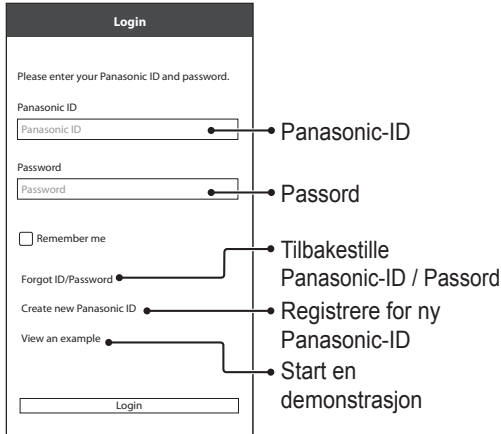 Login
Please enter your Panasonic ID and password.
Panasonic ID
Panasonic ID
Panasonic-ID
Password
Password
Passord
Remember me
Forgot ID/Password
Tilbakestille
Panasonic-ID / Passord
Create new Panasonic ID
Registrere for ny
Panasonic-ID
View an example
Start en
demonstrasjon
Login